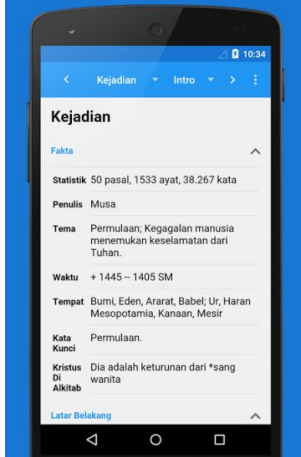 10:34
Kejadian Intro
Kejadian
Fakta
Statistik 50 pasal, 1533 ayat, 38.267 kata
Penulis Musa
Tema Permulaan; Kegagalan manusia
menemukan keselamatan dari
Tuhan.
Waktu + 1445 -- 1405 SM
Tempat Bumi, Eden, Ararat, Babel; Ur, Haran
Mesopotamia, Kanaan, Mesir
Kata Permulaan.
Kunci
Kristus Dia adalah keturunan dari *sang
Di wanita
Alkitab
Latar Belakang